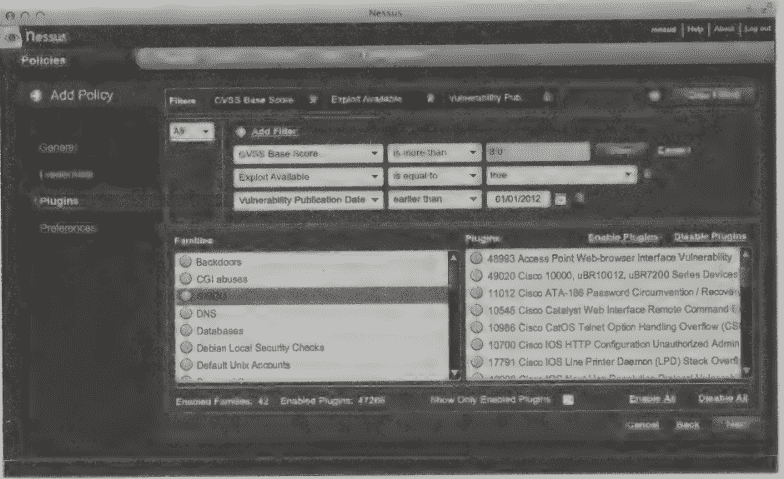 Nessus
nessus Help About Log out
Nessus
Policies
Add Policy
Filters CVSS Base Score Exploit Available Vulnerability Pub
All
Add Filter
CVSS Base Score is more than Cancel
Exploit Available is equal to true
Vulnerability Publication Date earlier than 01/01/2012
General
Plugins
Preferences
Families
Backdoors
CGI abuses
DNS
Databases
Debian Local Security Checks
Default Unix Accounts
Plugins Enable Plugins Disable Plugins
48993 Access Point Web-browser Interface Vulnerability
49020 Cisco 10000, uBR10012, uBR7200 Series Devices
11012 Cisco ATA-186 Password Circumvention / Recovery
10545 Cisco Catalyst Web Interface Remote Command
10986 Cisco CatOS Telnet Option Handling Overflow (CSC
10700 Cisco IOS HTTP Configuration Unauthorized Admin
17791 Cisco IOS Line Printer Daemon (LPD) Stack Overfl
Enabled Families: 42 Enabled Plugins: 47266 Show Only Enabled Plugins Enable All Disable All
Cancel Back Next